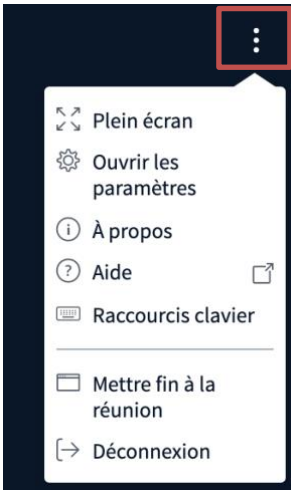 Plein écran
Ouvrir les
paramètres
À propos
Aide
Raccourcis clavier
Mettre fin à la
réunion
Déconnexion